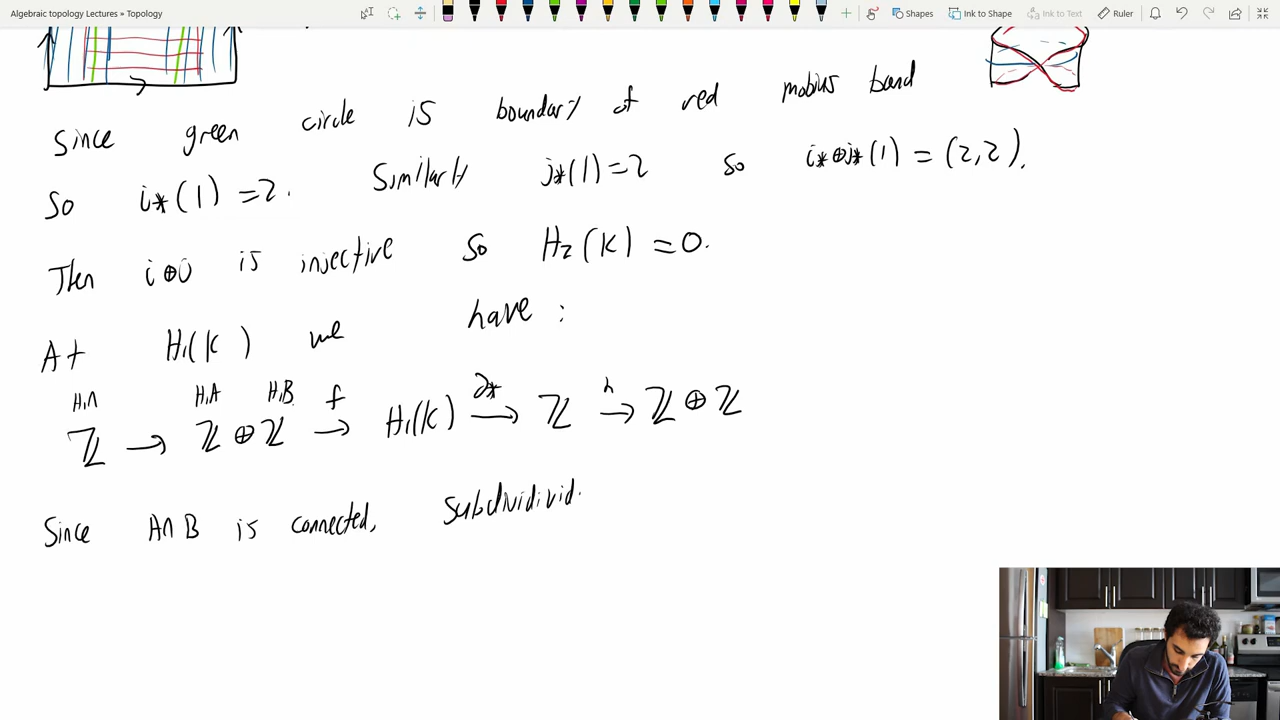 Algebraic topology Lectures » Topology
Shapes Ink to Shape Ink to Text Ruler
Since green circle is boundary of red mobius band
So i*(1) = 2. Similarly j*(1) = 2 so i*⊕j*(1) = (2,2).
Then i⊕j is injective so H₂(K) = 0.
At H₁(K) we have :
H₁∩ H₁A H₁B f ∂* h
ℤ → ℤ ⊕ ℤ → H₁(K) → ℤ → ℤ ⊕ ℤ
Since A∩B is connected, Subdividivid.